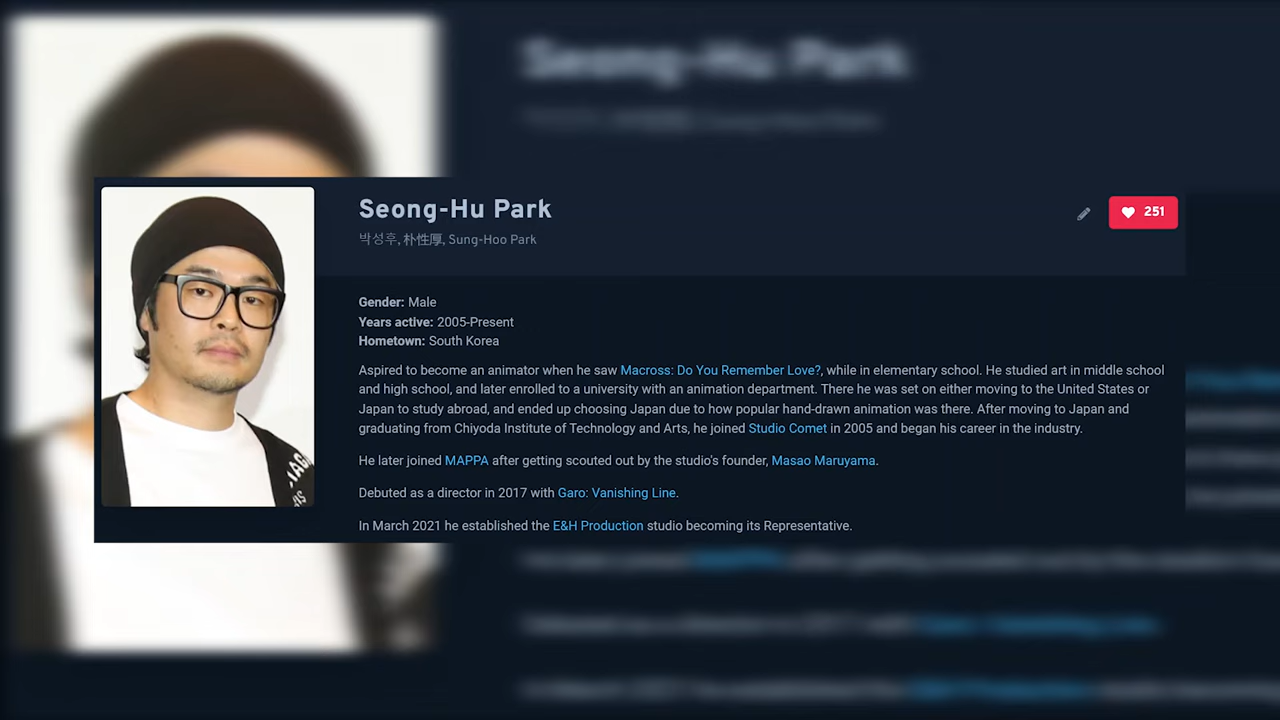 Seong-Hu Park
Seong-Hu Park
251
박성후, 朴性厚, Sung-Hoo Park
Gender: Male
Years active: 2005-Present
Hometown: South Korea
Aspired to become an animator when he saw Macross: Do You Remember Love?, while in elementary school. He studied art in middle school
and high school, and later enrolled to a university with an animation department. There he was set on either moving to the United States or
Japan to study abroad, and ended up choosing Japan due to how popular hand-drawn animation was there. After moving to Japan and
graduating from Chiyoda Institute of Technology and Arts, he joined Studio Comet in 2005 and began his career in the industry.
He later joined MAPPA after getting scouted out by the studio's founder, Masao Maruyama.
Debuted as a director in 2017 with Garo: Vanishing Line.
In March 2021 he established the E&H Production studio becoming its Representative.